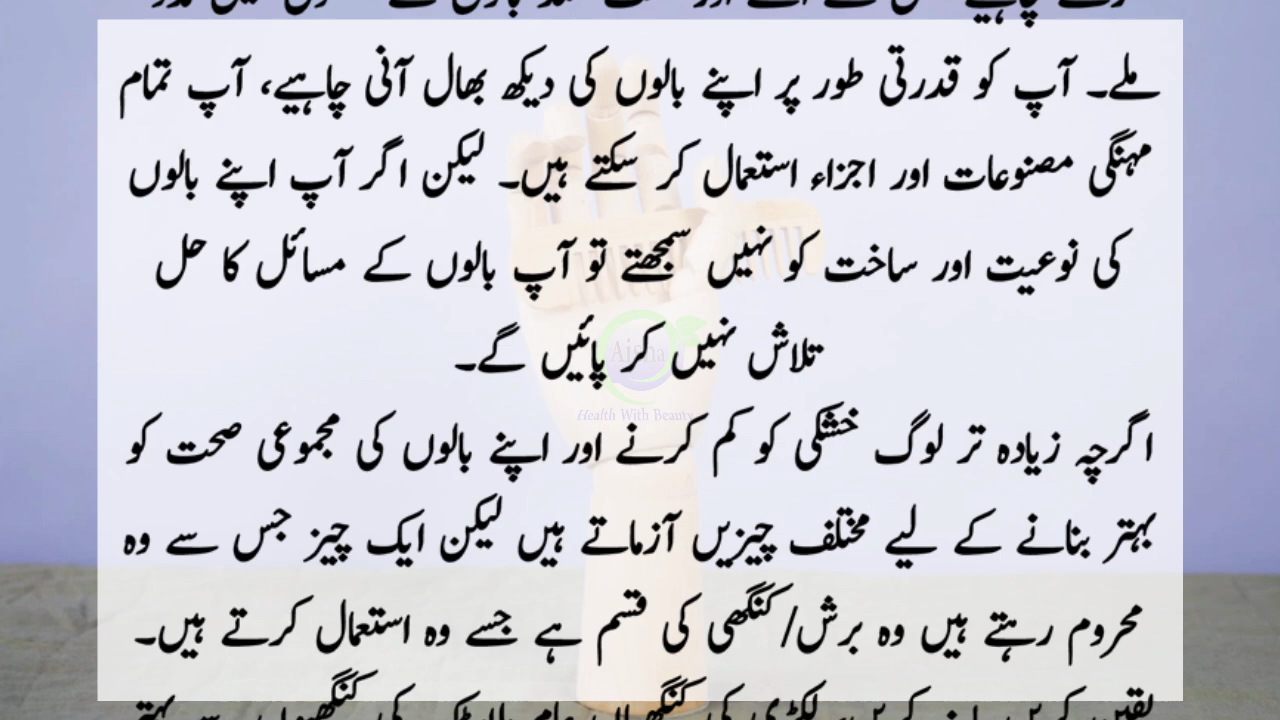 ملے۔ آپ کو قدرتی طور پر اپنے بالوں کی دیکھ بھال آنی چاہیے، آپ تمام
مہنگی مصنوعات اور اجزاء استعمال کر سکتے ہیں۔ لیکن اگر آپ اپنے بالوں
کی نوعیت اور ساخت کو نہیں سمجھتے تو آپ بالوں کے مسائل کا حل
تلاش نہیں کر پائیں گے۔
Aisha
Health With Beauty
اگرچہ زیادہ تر لوگ خشکی کو کم کرنے اور اپنے بالوں کی مجموعی صحت کو
بہتر بنانے کے لیے مختلف چیزیں آزماتے ہیں لیکن ایک چیز جس سے وہ
محروم رہتے ہیں وہ برش/کنگھی کی قسم ہے جسے وہ استعمال کرتے ہیں۔